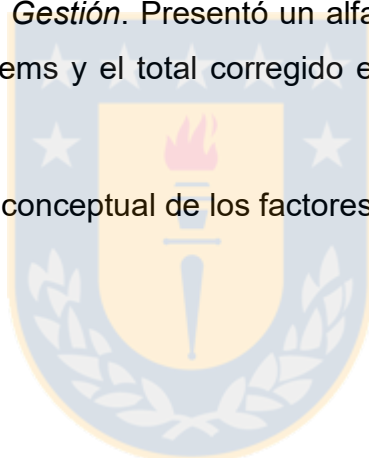 Gestión. Presentó un alfa
ems y el total corregido e
conceptual de los factores